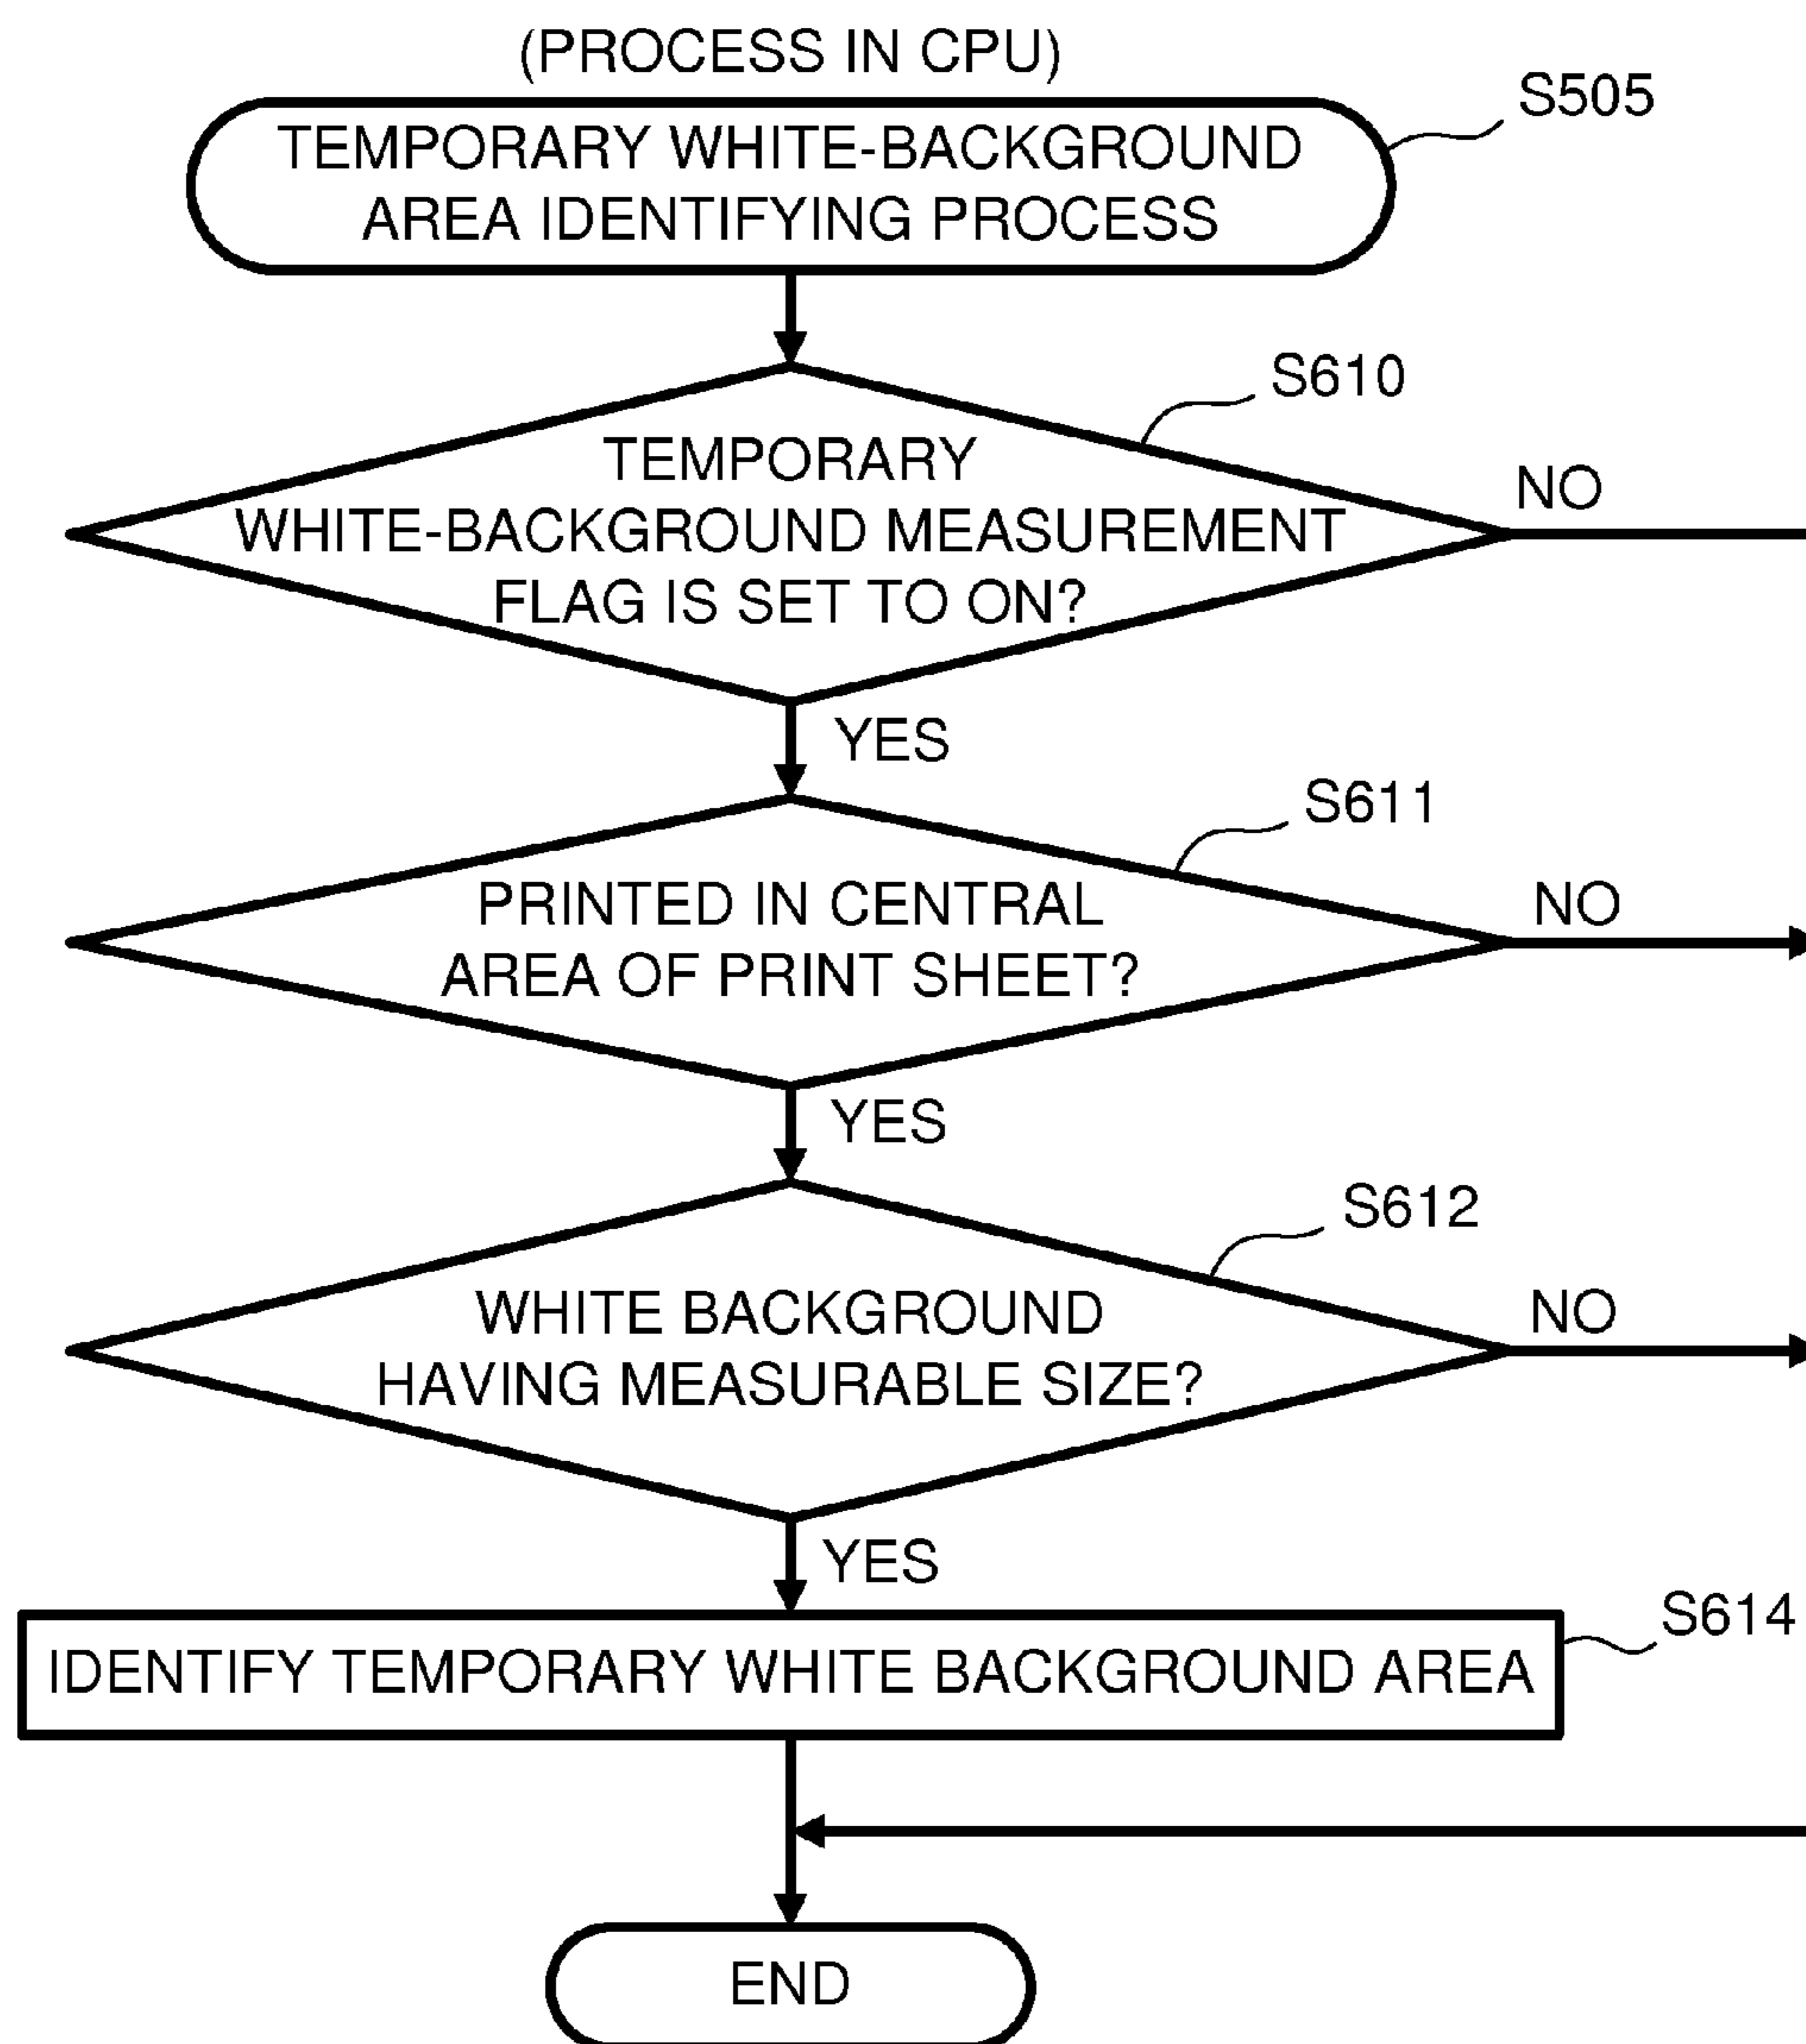 (PROCESS IN CPU)
S505
TEMPORARY WHITE-BACKGROUND
AREA IDENTIFYING PROCESS
S610
TEMPORARY
WHITE-BACKGROUND MEASUREMENT
FLAG IS SET TO ON?
NO
YES
S611
PRINTED IN CENTRAL
AREA OF PRINT SHEET?
NO
YES
S612
WHITE BACKGROUND
HAVING MEASURABLE SIZE?
NO
YES
S614
IDENTIFY TEMPORARY WHITE BACKGROUND AREA
END